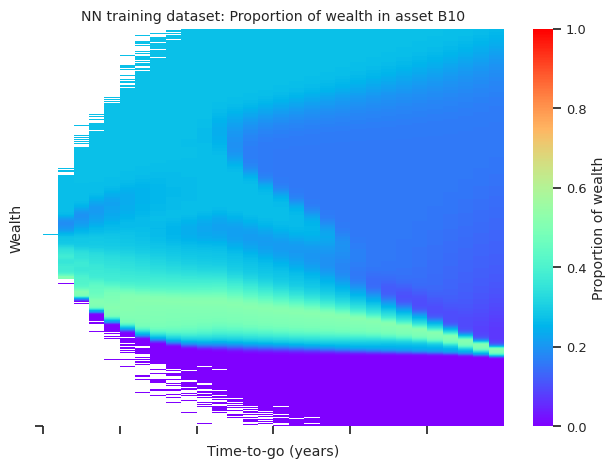 NN training dataset: Proportion of wealth in asset B10
Wealth
Time-to-go (years)
1.0
0.8
0.6
0.4
0.2
0.0
Proportion of wealth